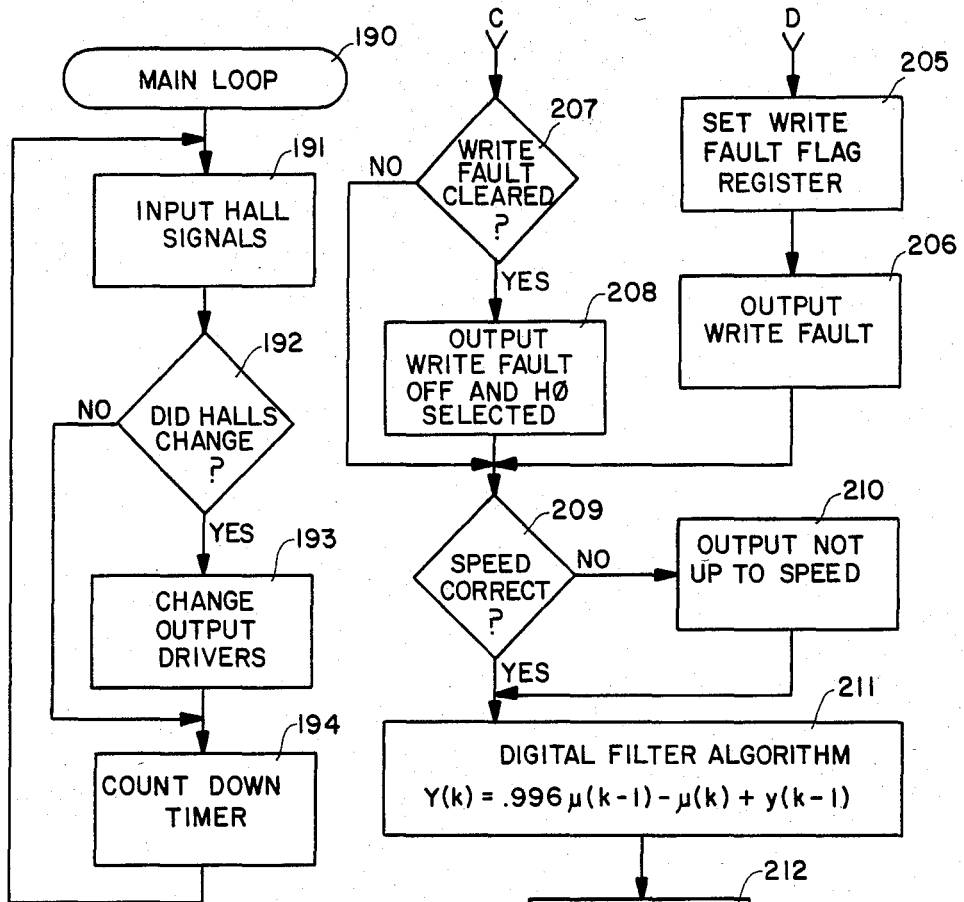 MAIN LOOP
190
191
INPUT HALL
SIGNALS
192
NO
DID HALLS
CHANGE
?
YES
193
CHANGE
OUTPUT
DRIVERS
194
COUNT DOWN
TIMER
C
207
NO
WRITE
FAULT
CLEARED
?
YES
208
OUTPUT
WRITE FAULT
OFF AND HØ
SELECTED
D
205
SET WRITE
FAULT FLAG
REGISTER
206
OUTPUT
WRITE FAULT
209
SPEED
CORRECT
?
NO
210
OUTPUT NOT
UP TO SPEED
YES
211
DIGITAL FILTER ALGORITHM
Y(k) = .996 μ(k-1) - μ(k) + y(k-1)
212